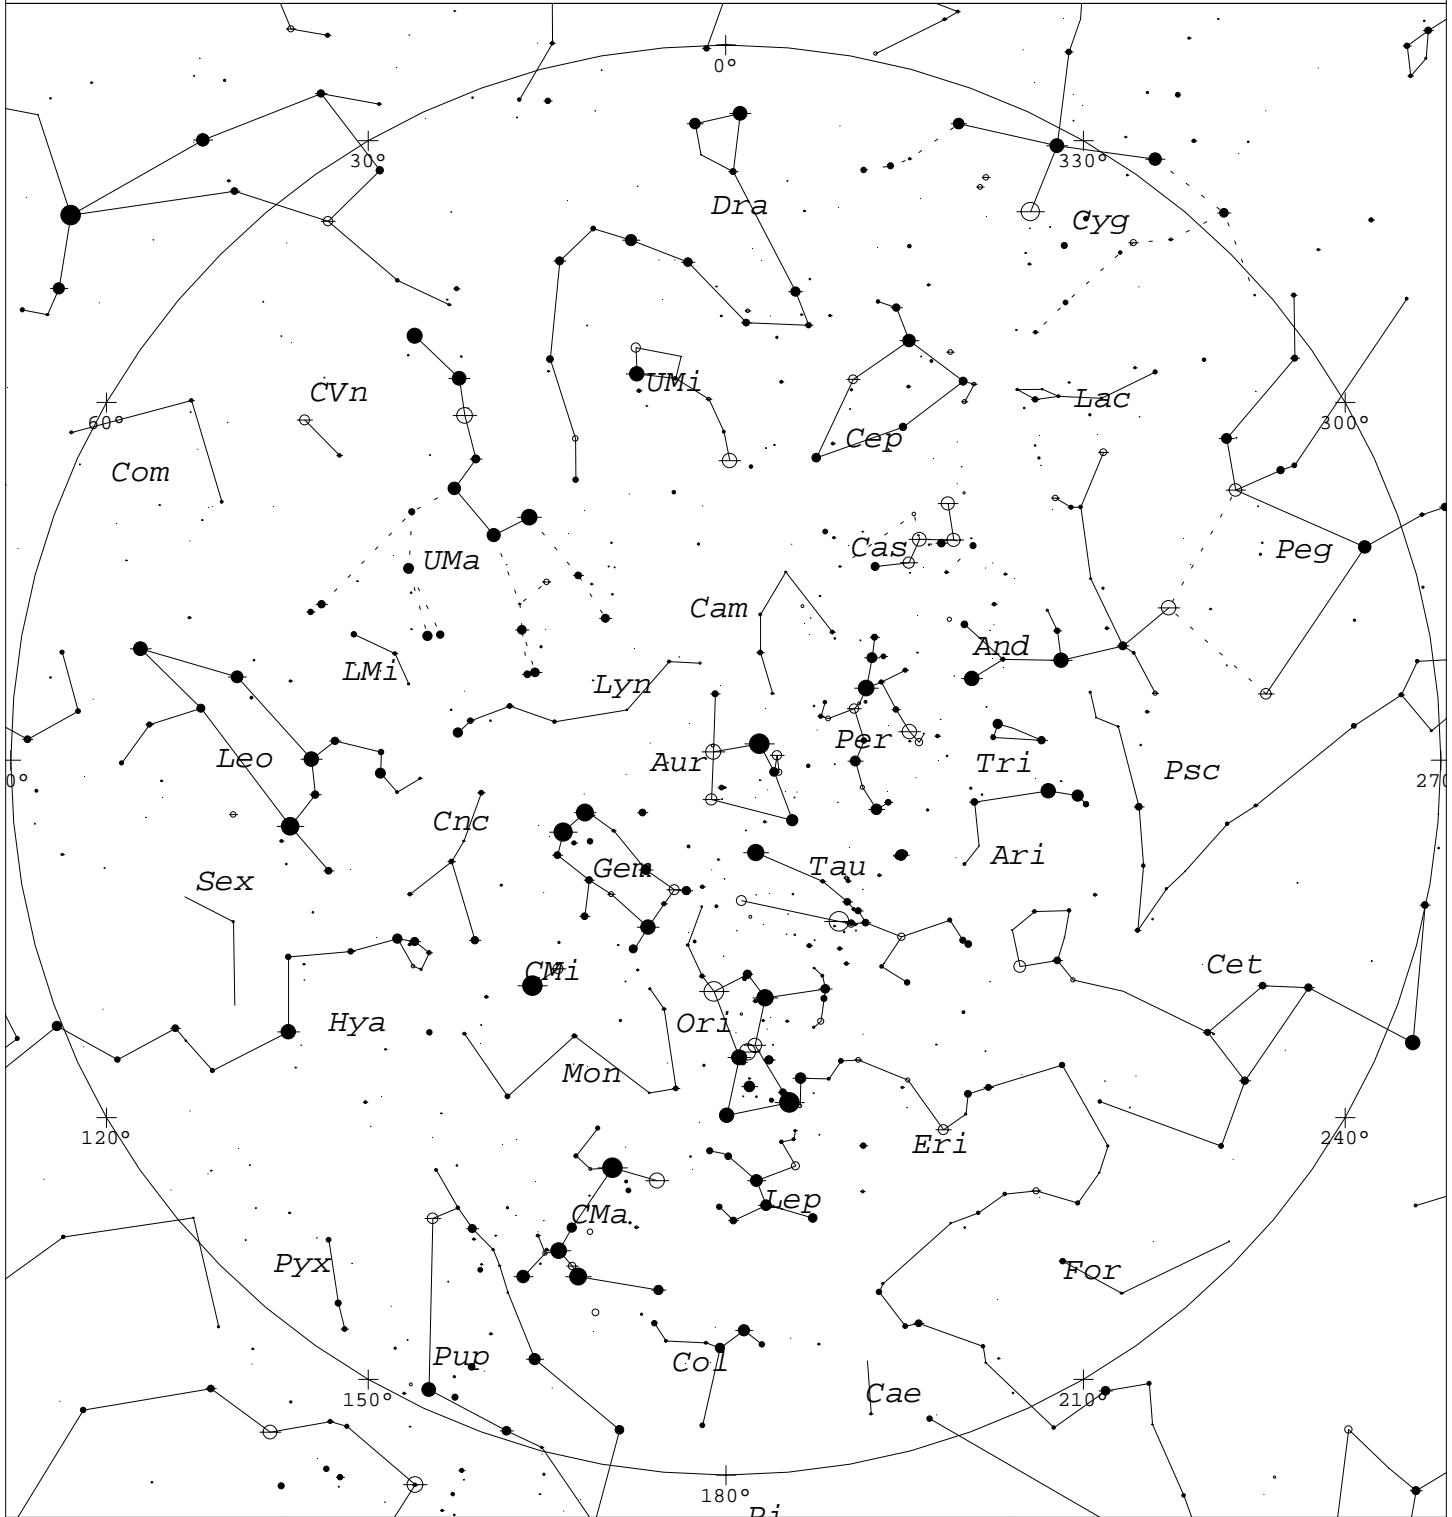 0°
30°
330°
Dra
Cyg
UMi
CVn
Lac
60°
300°
Cep
Com
Cas
Peg
UMa
Cam
And
LMi
Lyn
Per
Leo
Aur
Tri
Psc
0°
270
Cnc
Ari
Gem
Tau
Sex
Cet
CMi
Hya
Ori
Mon
120°
240°
Eri
Lep
CMa
Pyx
For
Pup
Col
Cae
150°
210°
180°